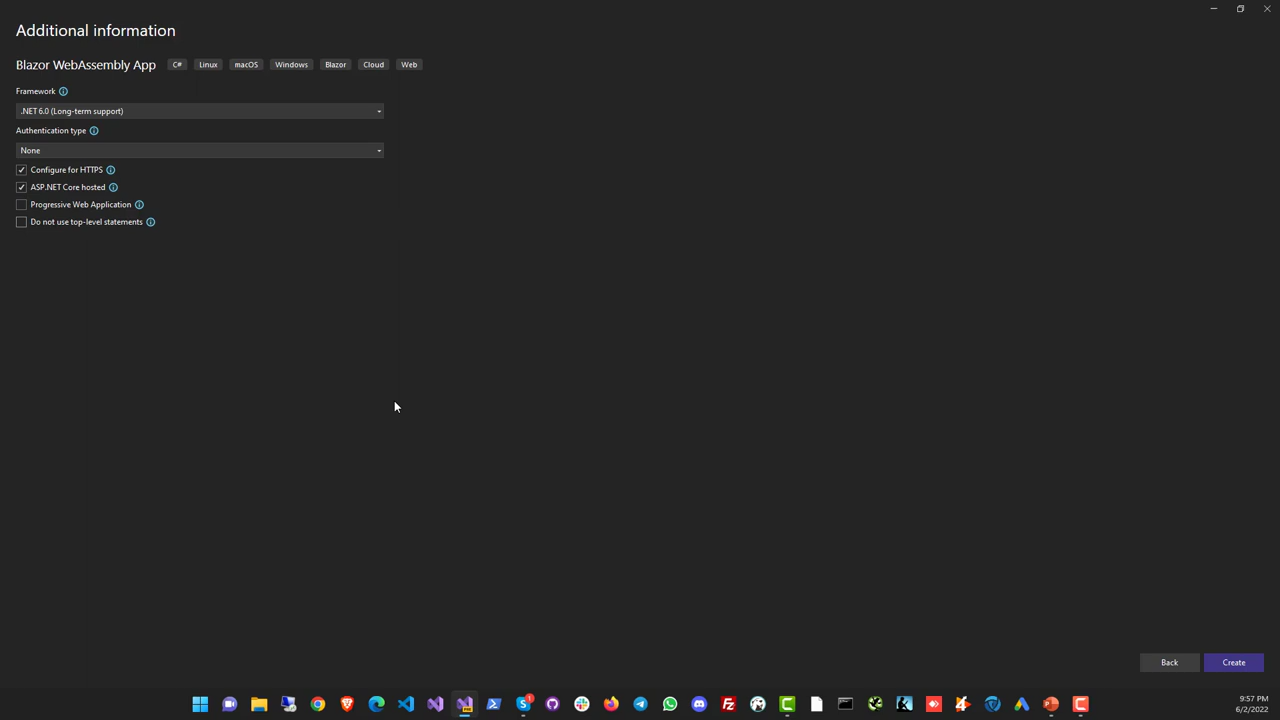 Additional information
Blazor WebAssembly App C# Linux macOS Windows Blazor Cloud Web
Framework
.NET 6.0 (Long-term support)
Authentication type
None
Configure for HTTPS
ASP.NET Core hosted
Progressive Web Application
Do not use top-level statements
Back Create
9:57 PM
6/2/2022